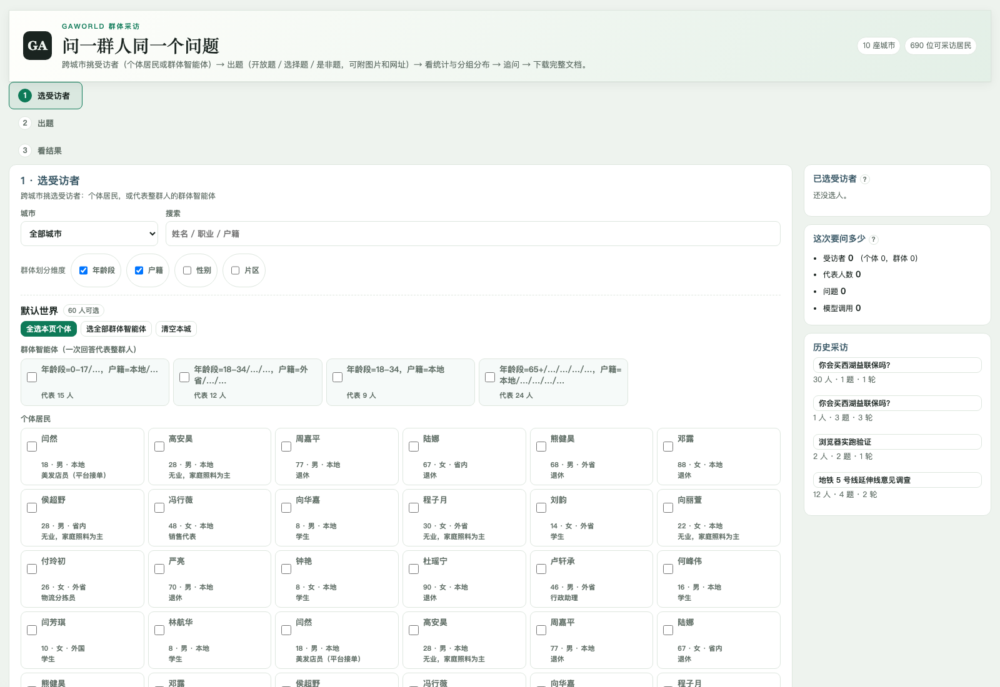 GA
GAWORLD 群体采访
问一群人同一个问题
跨城市挑受访者（个体居民或群体智能体）→ 出题（开放题 / 选择题 / 是非题，可附图片和网址）→ 看统计与分组分布 → 追问 → 下载完整文档。
10 座城市
690 位可采访居民
1 选受访者
2 出题
3 看结果
1 · 选受访者
跨城市挑选受访者：个体居民，或代表整群人的群体智能体
城市
搜索
全部城市
姓名 / 职业 / 户籍
群体划分维度
年龄段
户籍
性别
片区
默认世界
60 人可选
全选本页个体
选全部群体智能体
清空本城
群体智能体（一次回答代表整群人）
年龄段=0–17/…，户籍=本地/…
代表 15 人
年龄段=18–34/…/…，户籍=外
省/…/…
代表 12 人
年龄段=18–34，户籍=本地
代表 9 人
年龄段=65+/…/…/…/…，户籍=
本地/…/…/…/…
代表 24 人
个体居民
闫然
18 · 男 · 本地
美发店员（平台接单）
高安昊
28 · 男 · 本地
无业，家庭照料为主
周嘉平
77 · 男 · 本地
退休
陆娜
67 · 女 · 省内
退休
熊健昊
68 · 男 · 外省
退休
邓露
88 · 女 · 本地
退休
侯超野
28 · 男 · 省内
无业，家庭照料为主
冯行薇
48 · 女 · 本地
销售代表
向华嘉
8 · 男 · 本地
学生
程子月
30 · 女 · 外省
无业，家庭照料为主
刘韵
14 · 女 · 外省
学生
向丽萱
22 · 女 · 本地
无业，家庭照料为主
付玲初
26 · 女 · 外省
物流分拣员
严亮
70 · 男 · 本地
退休
钟艳
8 · 女 · 本地
学生
杜瑶宁
90 · 女 · 本地
退休
卢轩承
46 · 男 · 外省
行政助理
何峰伟
16 · 男 · 本地
学生
闫芳琪
10 · 女 · 外国
学生
林航华
8 · 男 · 本地
学生
闫然
18 · 男 · 本地
美发店员（平台接单）
高安昊
28 · 男 · 本地
无业，家庭照料为主
周嘉平
77 · 男 · 本地
退休
陆娜
67 · 女 · 省内
退休
熊健昊
邓露
侯超野
冯行薇
向华嘉
程子月
已选受访者 ?
还没选人。
这次要问多少 ?
• 受访者 0 （个体 0，群体 0）
• 代表人数 0
• 问题 0
• 模型调用 0
历史采访
你会买西湖益联保吗?
30 人 · 1 题 · 1 轮
你会买西湖益联保吗?
1 人 · 3 题 · 3 轮
浏览器实跑验证
2 人 · 2 题 · 1 轮
地铁 5 号线延伸线意见调查
12 人 · 4 题 · 2 轮